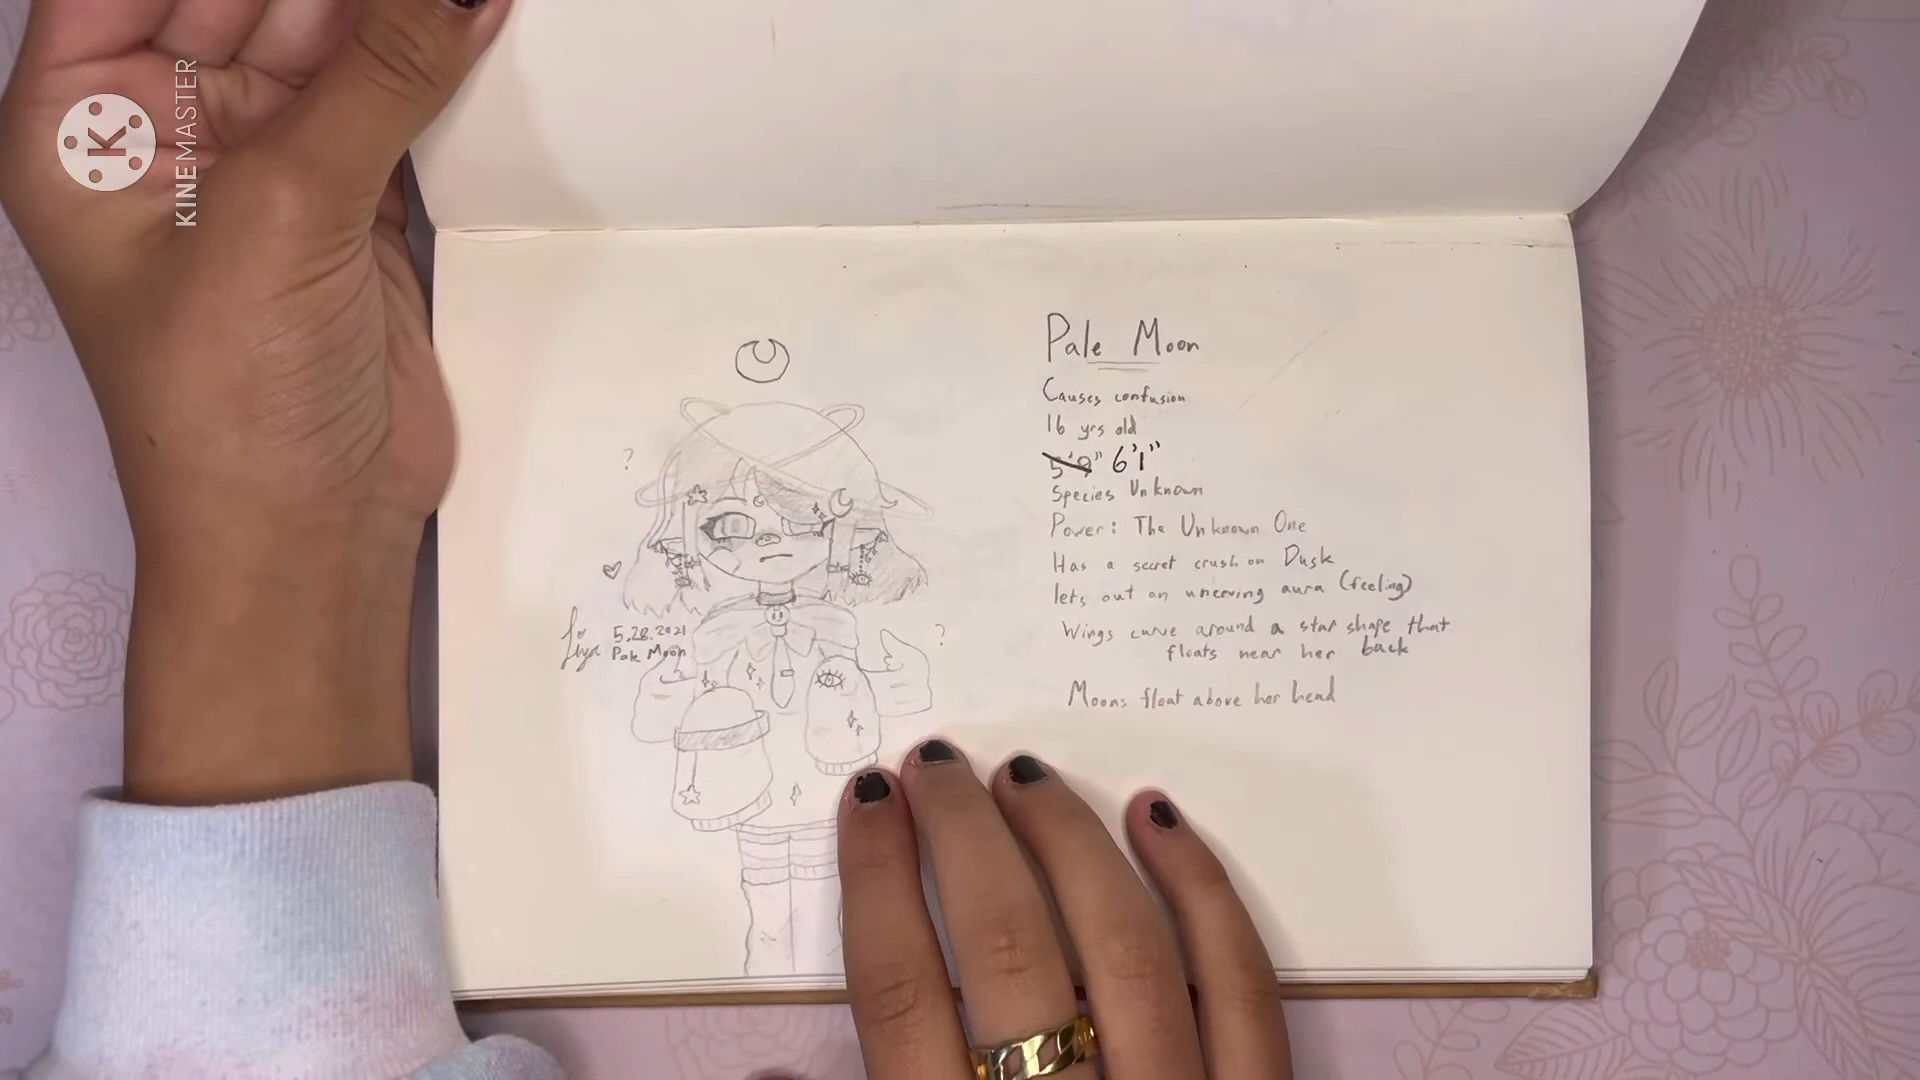 KINEMASTER
Pale Moon
Causes confusion
16 yrs old
5'9" 6'1"
Species Unknown
Power: The Unknown One
Has a secret crush on Dusk
lets out an unerving aura (feeling)
Wings curve around a star shape that
floats near her back
Moons float above her head
?
?
5.28.2021
Pale Moon